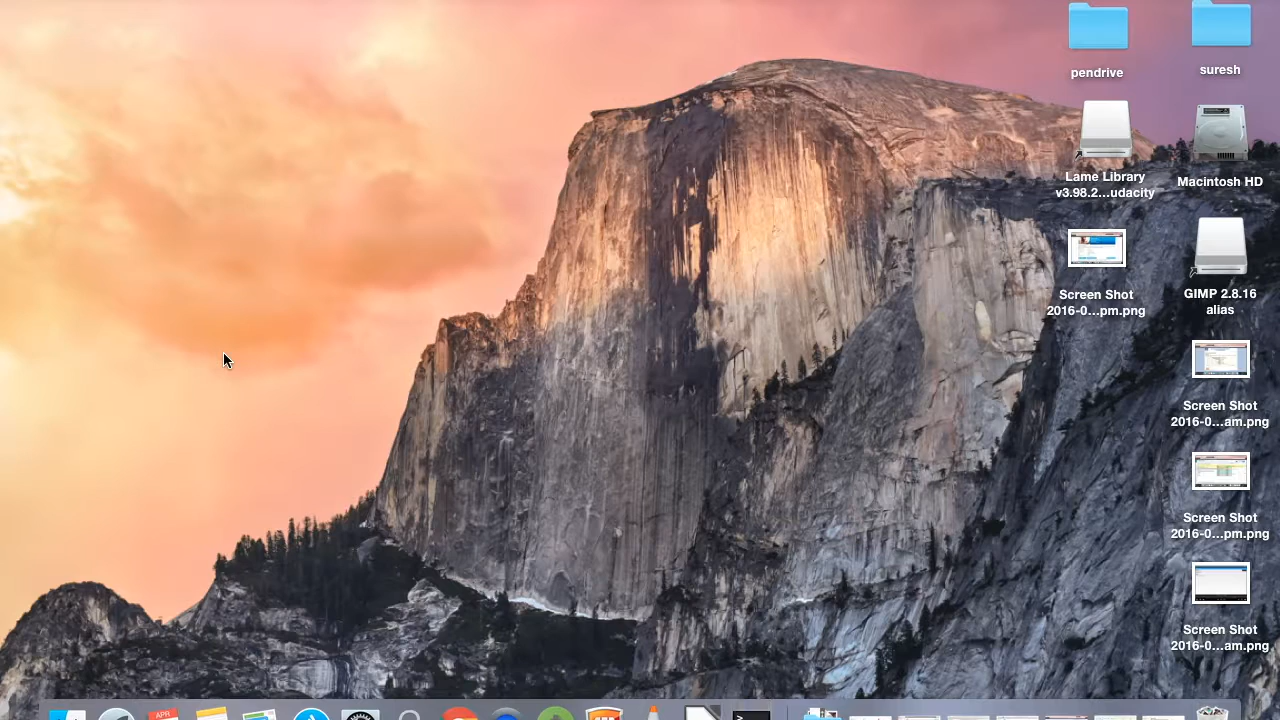 pendrive
suresh
Lame Library
v3.98.2...udacity
Macintosh HD
Screen Shot
2016-0...pm.png
GIMP 2.8.16
alias
Screen Shot
2016-0...am.png
Screen Shot
2016-0...pm.png
Screen Shot
2016-0...am.png
APR